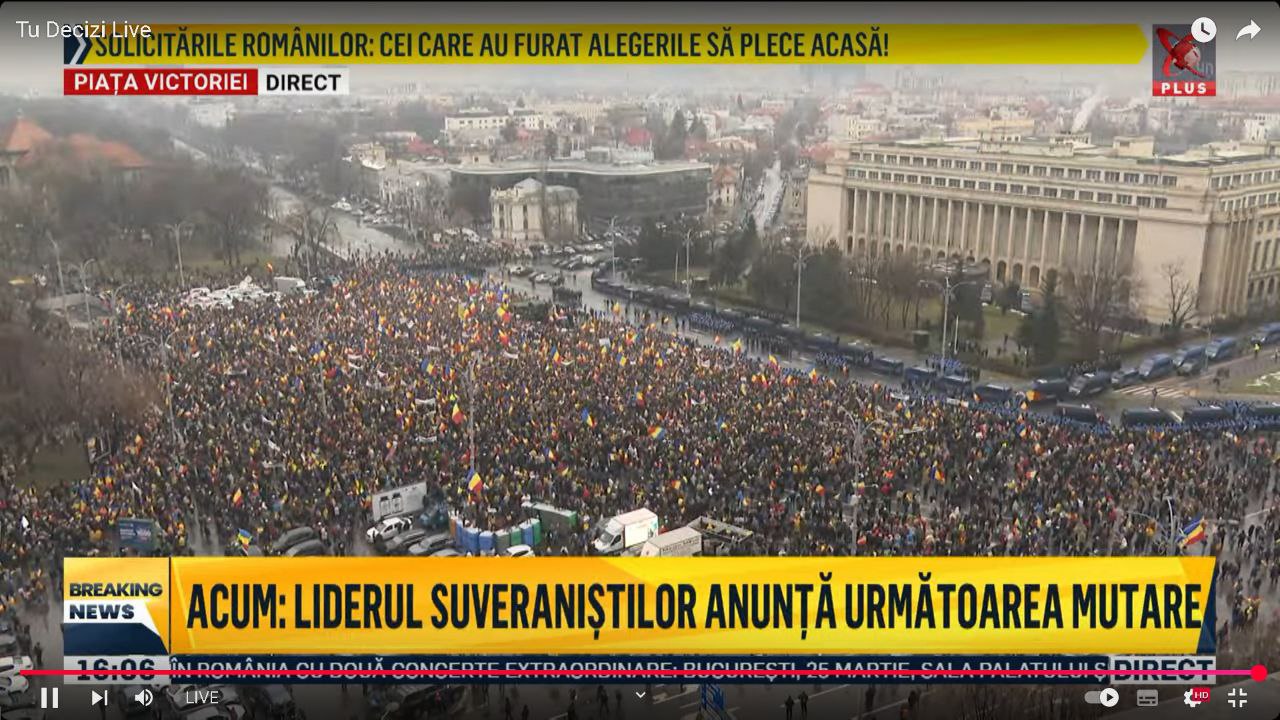 Tu Decizi Live
SOLICITĂRILE ROMÂNILOR: CEI CARE AU FURAT ALEGERILE SĂ PLECE ACASĂ!
PIAȚA VICTORIEI DIRECT
PLUS
BREAKING
NEWS
ACUM: LIDERUL SUVERANIȘTILOR ANUNȚĂ URMĂTOAREA MUTARE
16:06 ÎN ROMÂNIA CU DOUĂ CONCERTE EXTRAORDINARE: BUCUREȘTI, 25 MARTIE, SALA PALATULUI DIRECT
LIVE
HD